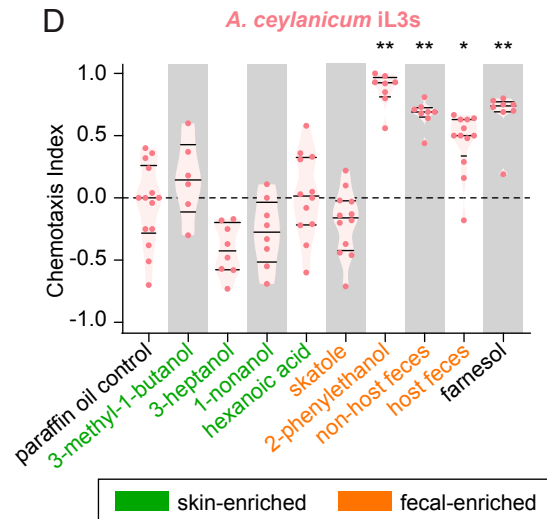 D
A. ceylanicum iL3s
** ** * **
Chemotaxis Index
1.0
0.5
0.0
-0.5
-1.0
paraffin oil control
3-methyl-1-butanol
3-heptanol
1-nonanol
hexanoic acid
skatole
2-phenylethanol
non-host feces
host feces
farnesol
skin-enriched
fecal-enriched